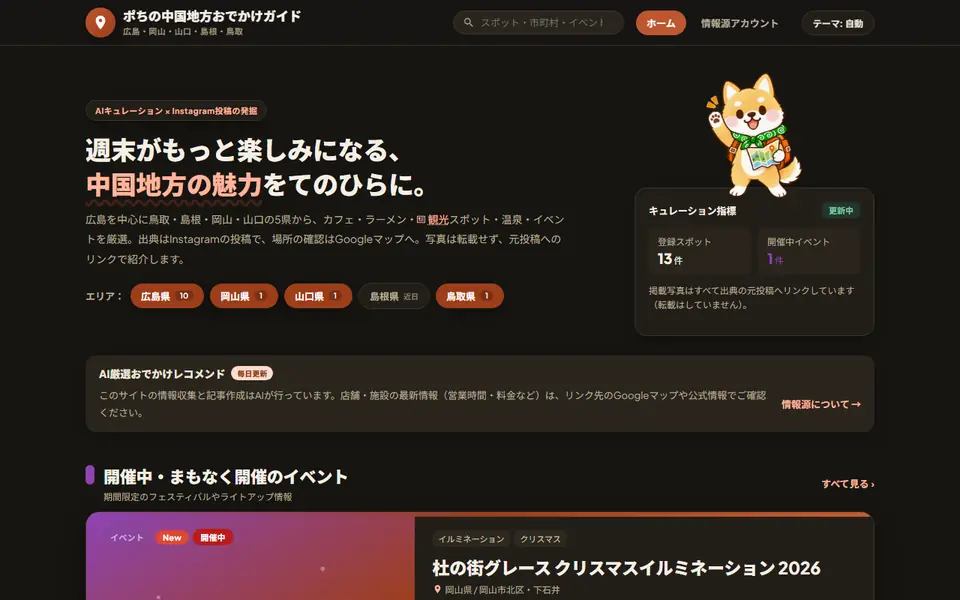 ポちの中国地方おでかけガイド
広島・岡山・山口・島根・鳥取
スポット・市町村・イベント
ホーム
情報源アカウント
テーマ: 自動
AIキュレーション × Instagram投稿の発掘
週末がもっと楽しみになる、
中国地方の魅力をてのひらに。
広島を中心に鳥取・島根・岡山・山口の5県から、カフェ・ラーメン・観光スポット・温泉・イベン
トを厳選。出典はInstagramの投稿で、場所の確認はGoogleマップへ。写真は転載せず、元投稿への
リンクで紹介します。
エリア：
広島県 10
岡山県 1
山口県 1
島根県 近日
鳥取県 1
キュレーション指標
更新中
登録スポット
13件
開催中イベント
1件
掲載写真はすべて出典の元投稿へリンクしています
（転載はしていません）。
AI厳選おでかけレコメンド 毎日更新
このサイトの情報収集と記事作成はAIが行っています。店舗・施設の最新情報（営業時間・料金など）は、リンク先のGoogleマップや公式情報でご確認
ください。
情報源について →
開催中・まもなく開催のイベント
期間限定のフェスティバルやライトアップ情報
すべて見る ›
イベント
New
開催中
イルミネーション
クリスマス
杜の街グレース クリスマスイルミネーション 2026
岡山県 / 岡山市北区・下石井